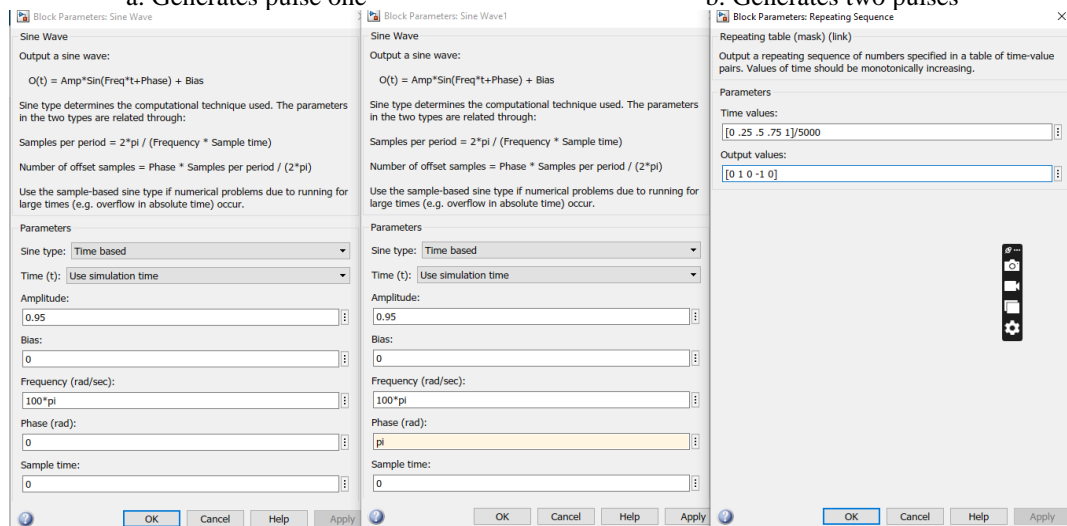 a. Generates pulse one
b. Generates two pulses
Block Parameters: Sine Wave
Sine Wave
Output a sine wave:
O(t) = Amp*Sin(Freq*t+Phase) + Bias
Sine type determines the computational technique used. The parameters
in the two types are related through:
Samples per period = 2*pi / (Frequency * Sample time)
Number of offset samples = Phase * Samples per period / (2*pi)
Use the sample-based sine type if numerical problems due to running for
large times (e.g. overflow in absolute time) occur.
Parameters
Sine type: Time based
Time (t): Use simulation time
Amplitude:
0.95
Bias:
0
Frequency (rad/sec):
100*pi
Phase (rad):
0
Sample time:
0
OK Cancel Help Apply
Block Parameters: Sine Wave1
Sine Wave
Output a sine wave:
O(t) = Amp*Sin(Freq*t+Phase) + Bias
Sine type determines the computational technique used. The parameters
in the two types are related through:
Samples per period = 2*pi / (Frequency * Sample time)
Number of offset samples = Phase * Samples per period / (2*pi)
Use the sample-based sine type if numerical problems due to running for
large times (e.g. overflow in absolute time) occur.
Parameters
Sine type: Time based
Time (t): Use simulation time
Amplitude:
0.95
Bias:
0
Frequency (rad/sec):
100*pi
Phase (rad):
pi
Sample time:
0
OK Cancel Help Apply
Block Parameters: Repeating Sequence
Repeating table (mask) (link)
Output a repeating sequence of numbers specified in a table of time-value
pairs. Values of time should be monotonically increasing.
Parameters
Time values:
[0 .25 .5 .75 1]/5000
Output values:
[0 1 0 -1 0]
OK Cancel Help Apply